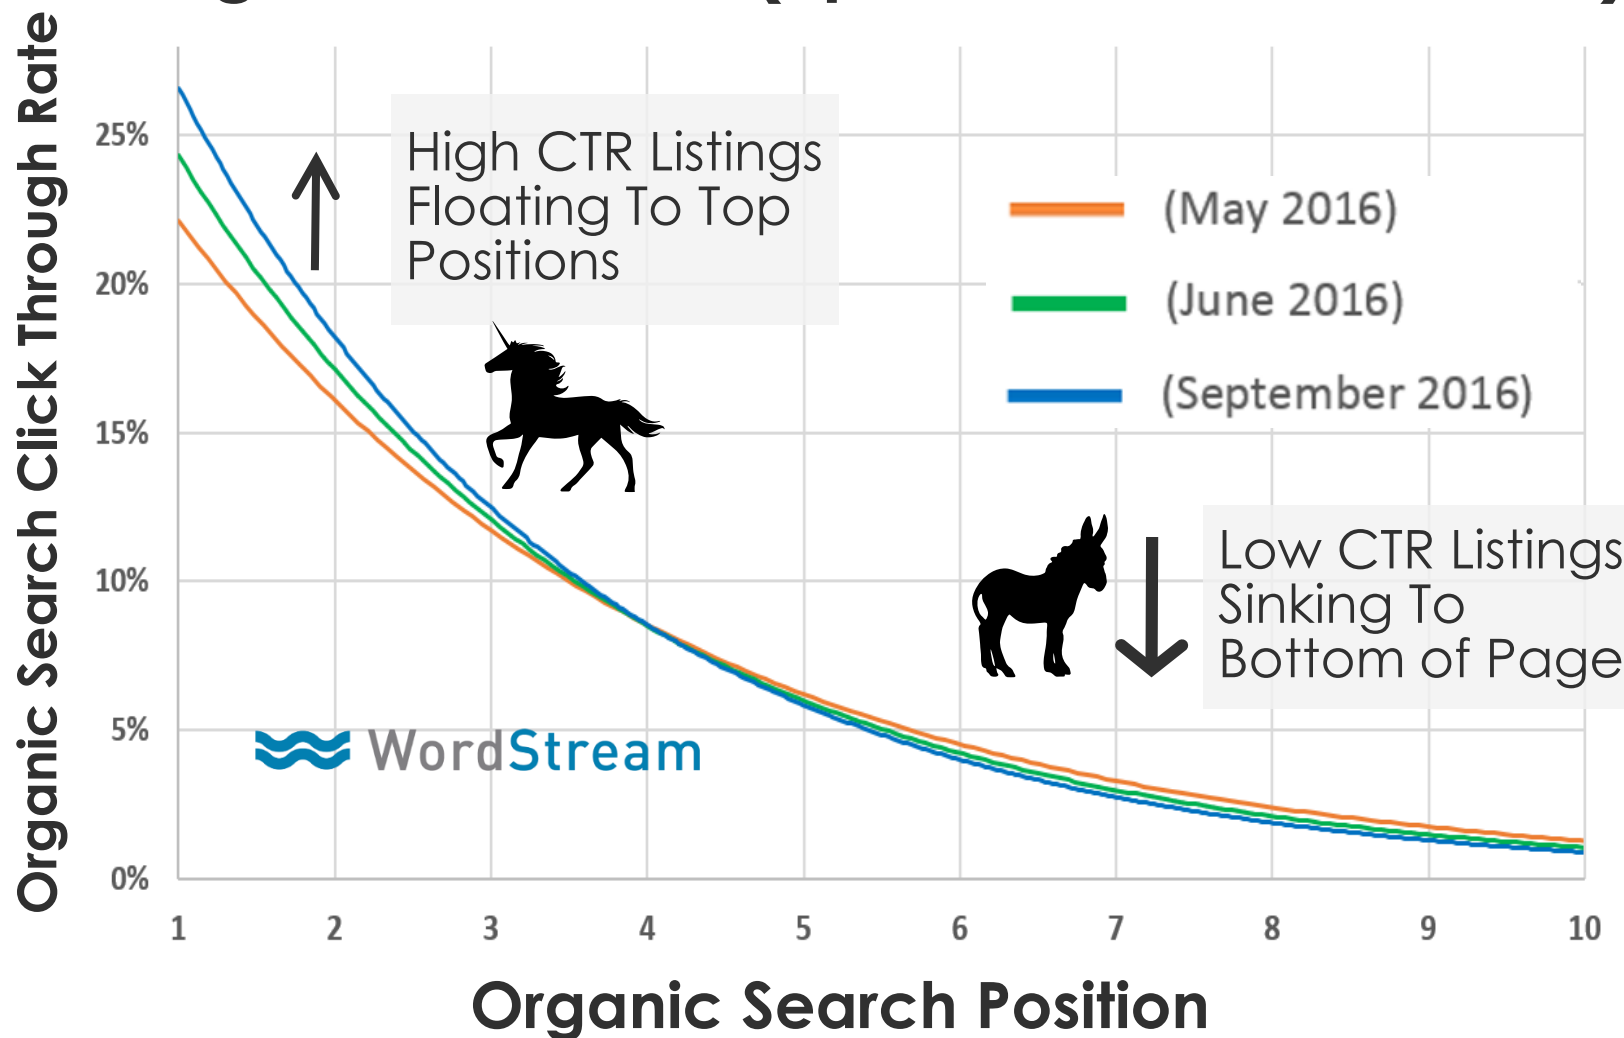 Organic Search Click Through Rate
25%
20%
15%
10%
5%
0%
High CTR Listings
Floating To Top
Positions
(May 2016)
(June 2016)
(September 2016)
Low CTR Listings
Sinking To
Bottom of Page
WordStream
1 2 3 4 5 6 7 8 9 10
Organic Search Position